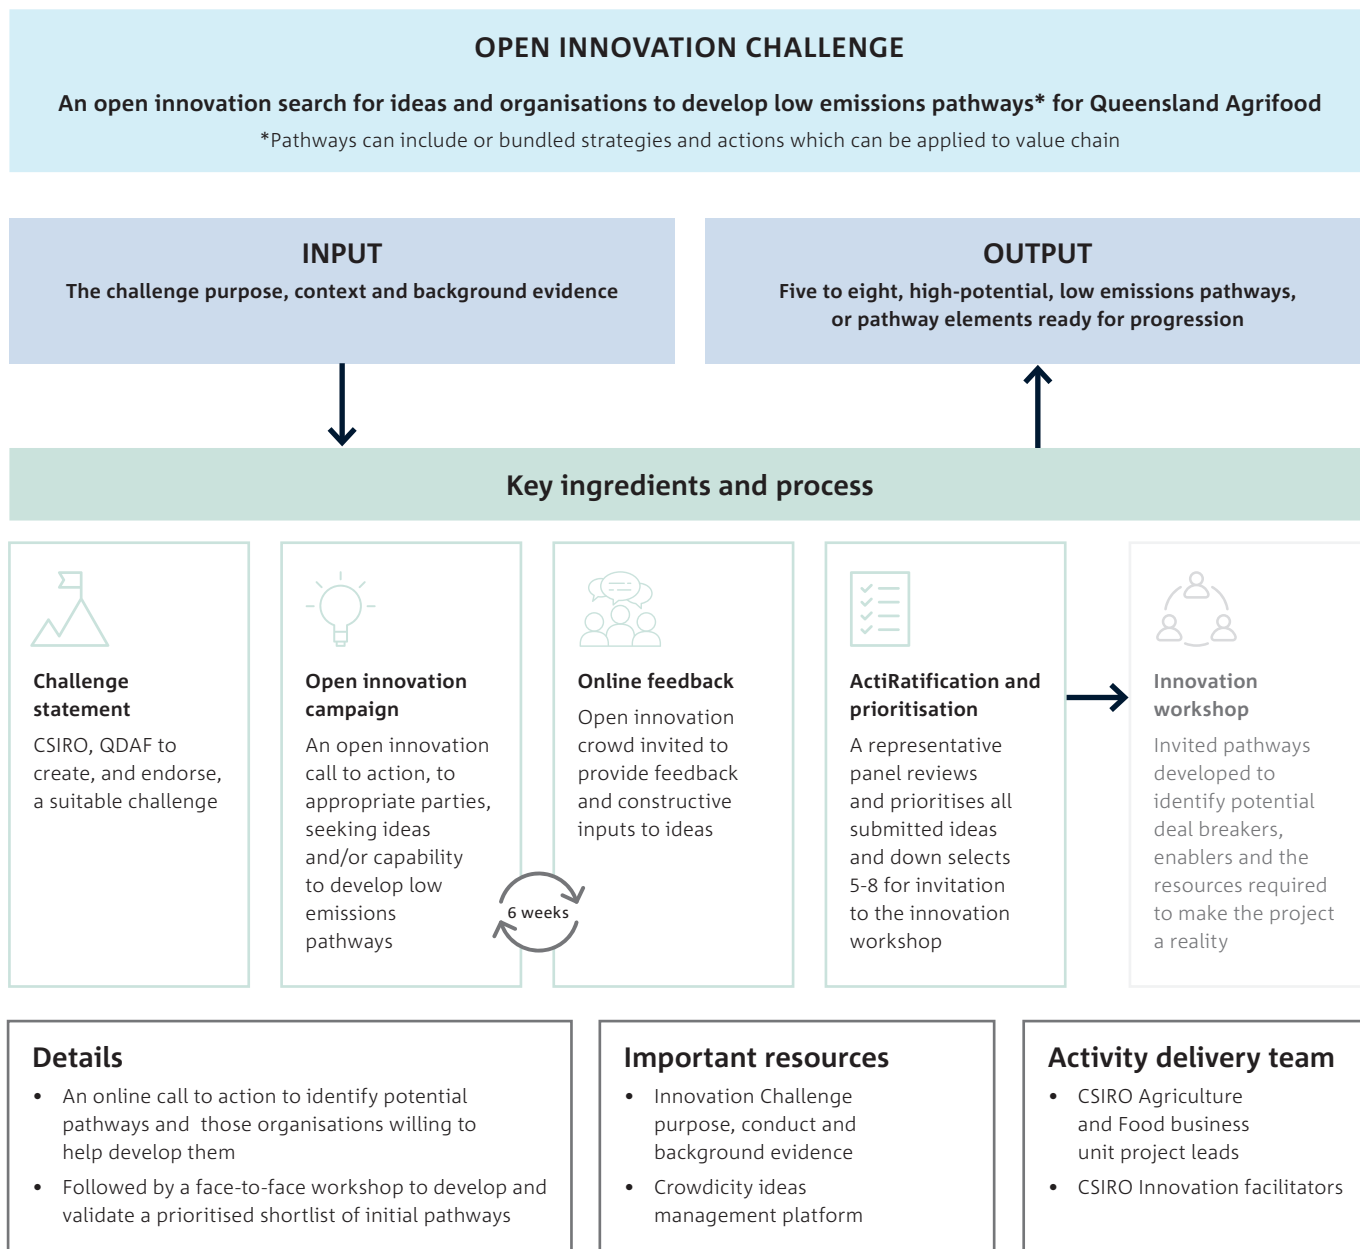 OPEN INNOVATION CHALLENGE
An open innovation search for ideas and organisations to develop low emissions pathways* for Queensland Agrifood
*Pathways can include or bundled strategies and actions which can be applied to value chain
INPUT
The challenge purpose, context and background evidence
OUTPUT
Five to eight, high-potential, low emissions pathways,
or pathway elements ready for progression
Key ingredients and process
Challenge
statement
CSIRO, QDAF to
create, and endorse,
a suitable challenge
Open innovation
campaign
An open innovation
call to action, to
appropriate parties,
seeking ideas
and/or capability
to develop low
emissions
pathways
6 weeks
Online feedback
Open innovation
crowd invited to
provide feedback
and constructive
inputs to ideas
ActiRatification and
prioritisation
A representative
panel reviews
and prioritises all
submitted ideas
and down selects
5-8 for invitation
to the innovation
workshop
Innovation
workshop
Invited pathways
developed to
identify potential
deal breakers,
enablers and the
resources required
to make the project
a reality
Details
• An online call to action to identify potential
pathways and those organisations willing to
help develop them
• Followed by a face-to-face workshop to develop and
validate a prioritised shortlist of initial pathways
Important resources
• Innovation Challenge
purpose, conduct and
background evidence
• Crowdicity ideas
management platform
Activity delivery team
• CSIRO Agriculture
and Food business
unit project leads
• CSIRO Innovation facilitators